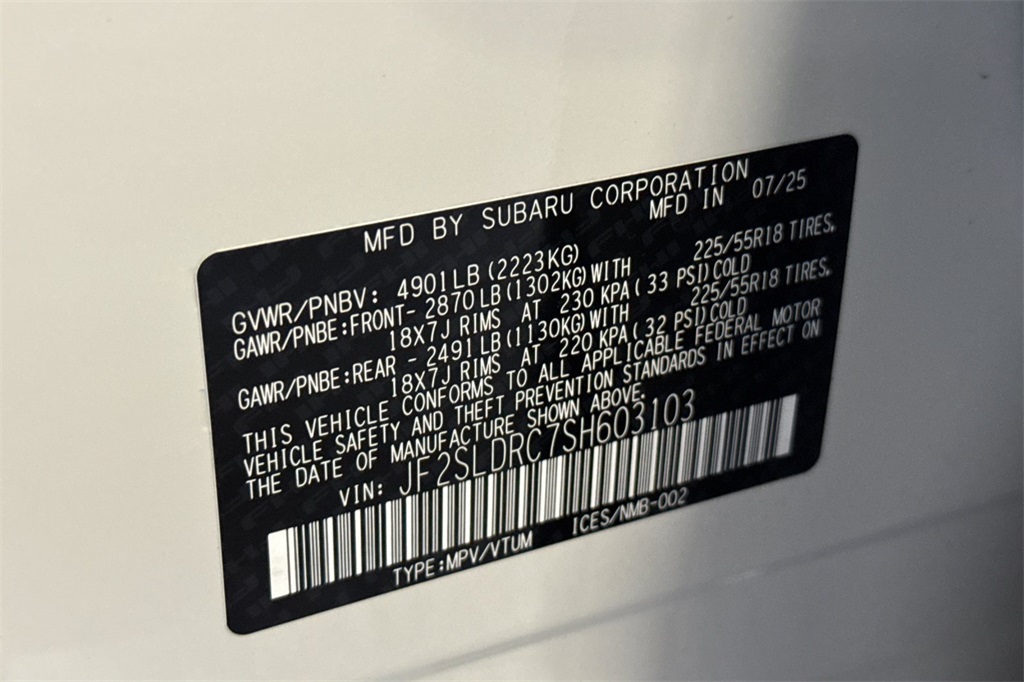 MFD BY SUBARU CORPORATION
MFD IN 07/25
GVWR/PNBV: 4901LB (2223KG)
GAWR/PNBE:FRONT- 2870LB(1302KG)WITH 225/55R18 TIRES,
18X7J RIMS AT 230 KPA(33 PSI)COLD
GAWR/PNBE:REAR - 2491LB(1130KG)WITH 225/55R18 TIRES,
18X7J RIMS AT 220 KPA(32 PSI)COLD
THIS VEHICLE CONFORMS TO ALL APPLICABLE FEDERAL MOTOR
VEHICLE SAFETY AND THEFT PREVENTION STANDARDS IN EFFECT ON
THE DATE OF MANUFACTURE SHOWN ABOVE.
VIN: JF2SLDRC7SH603103
TYPE:MPV/VTUM ICES/NMB-002